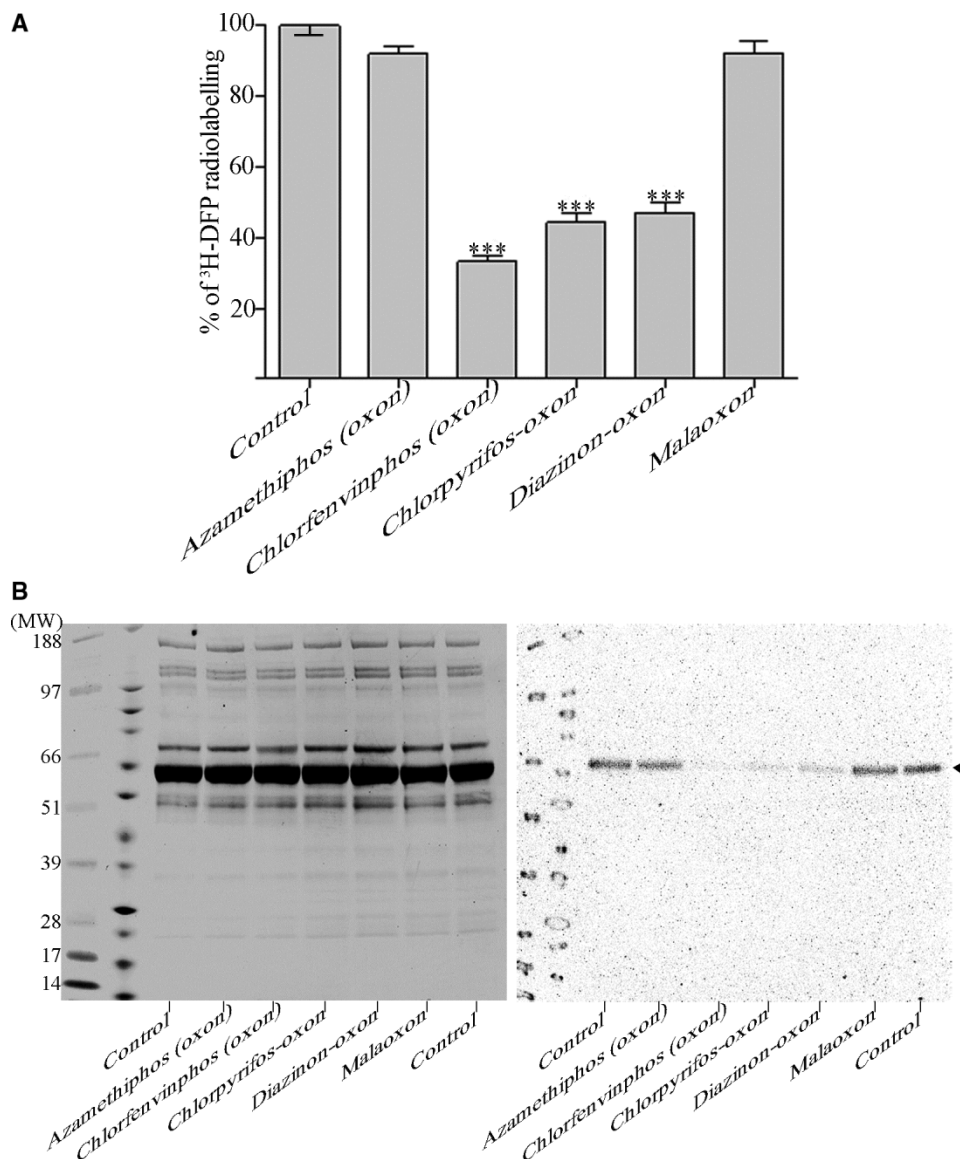 A
% of ³H-DFP radiolabelling
100
80
60
40
20
***
***
***
Control
Azamethiphos (oxon)
Chlorfenvinphos (oxon)
Chlorpyrifos-oxon
Diazinon-oxon
Malaoxon
B
(MW)
188
97
66
51
39
28
17
14
Control
Azamethiphos (oxon)
Chlorfenvinphos (oxon)
Chlorpyrifos-oxon
Diazinon-oxon
Malaoxon
Control
Control
Azamethiphos (oxon)
Chlorfenvinphos (oxon)
Chlorpyrifos-oxon
Diazinon-oxon
Malaoxon
Control